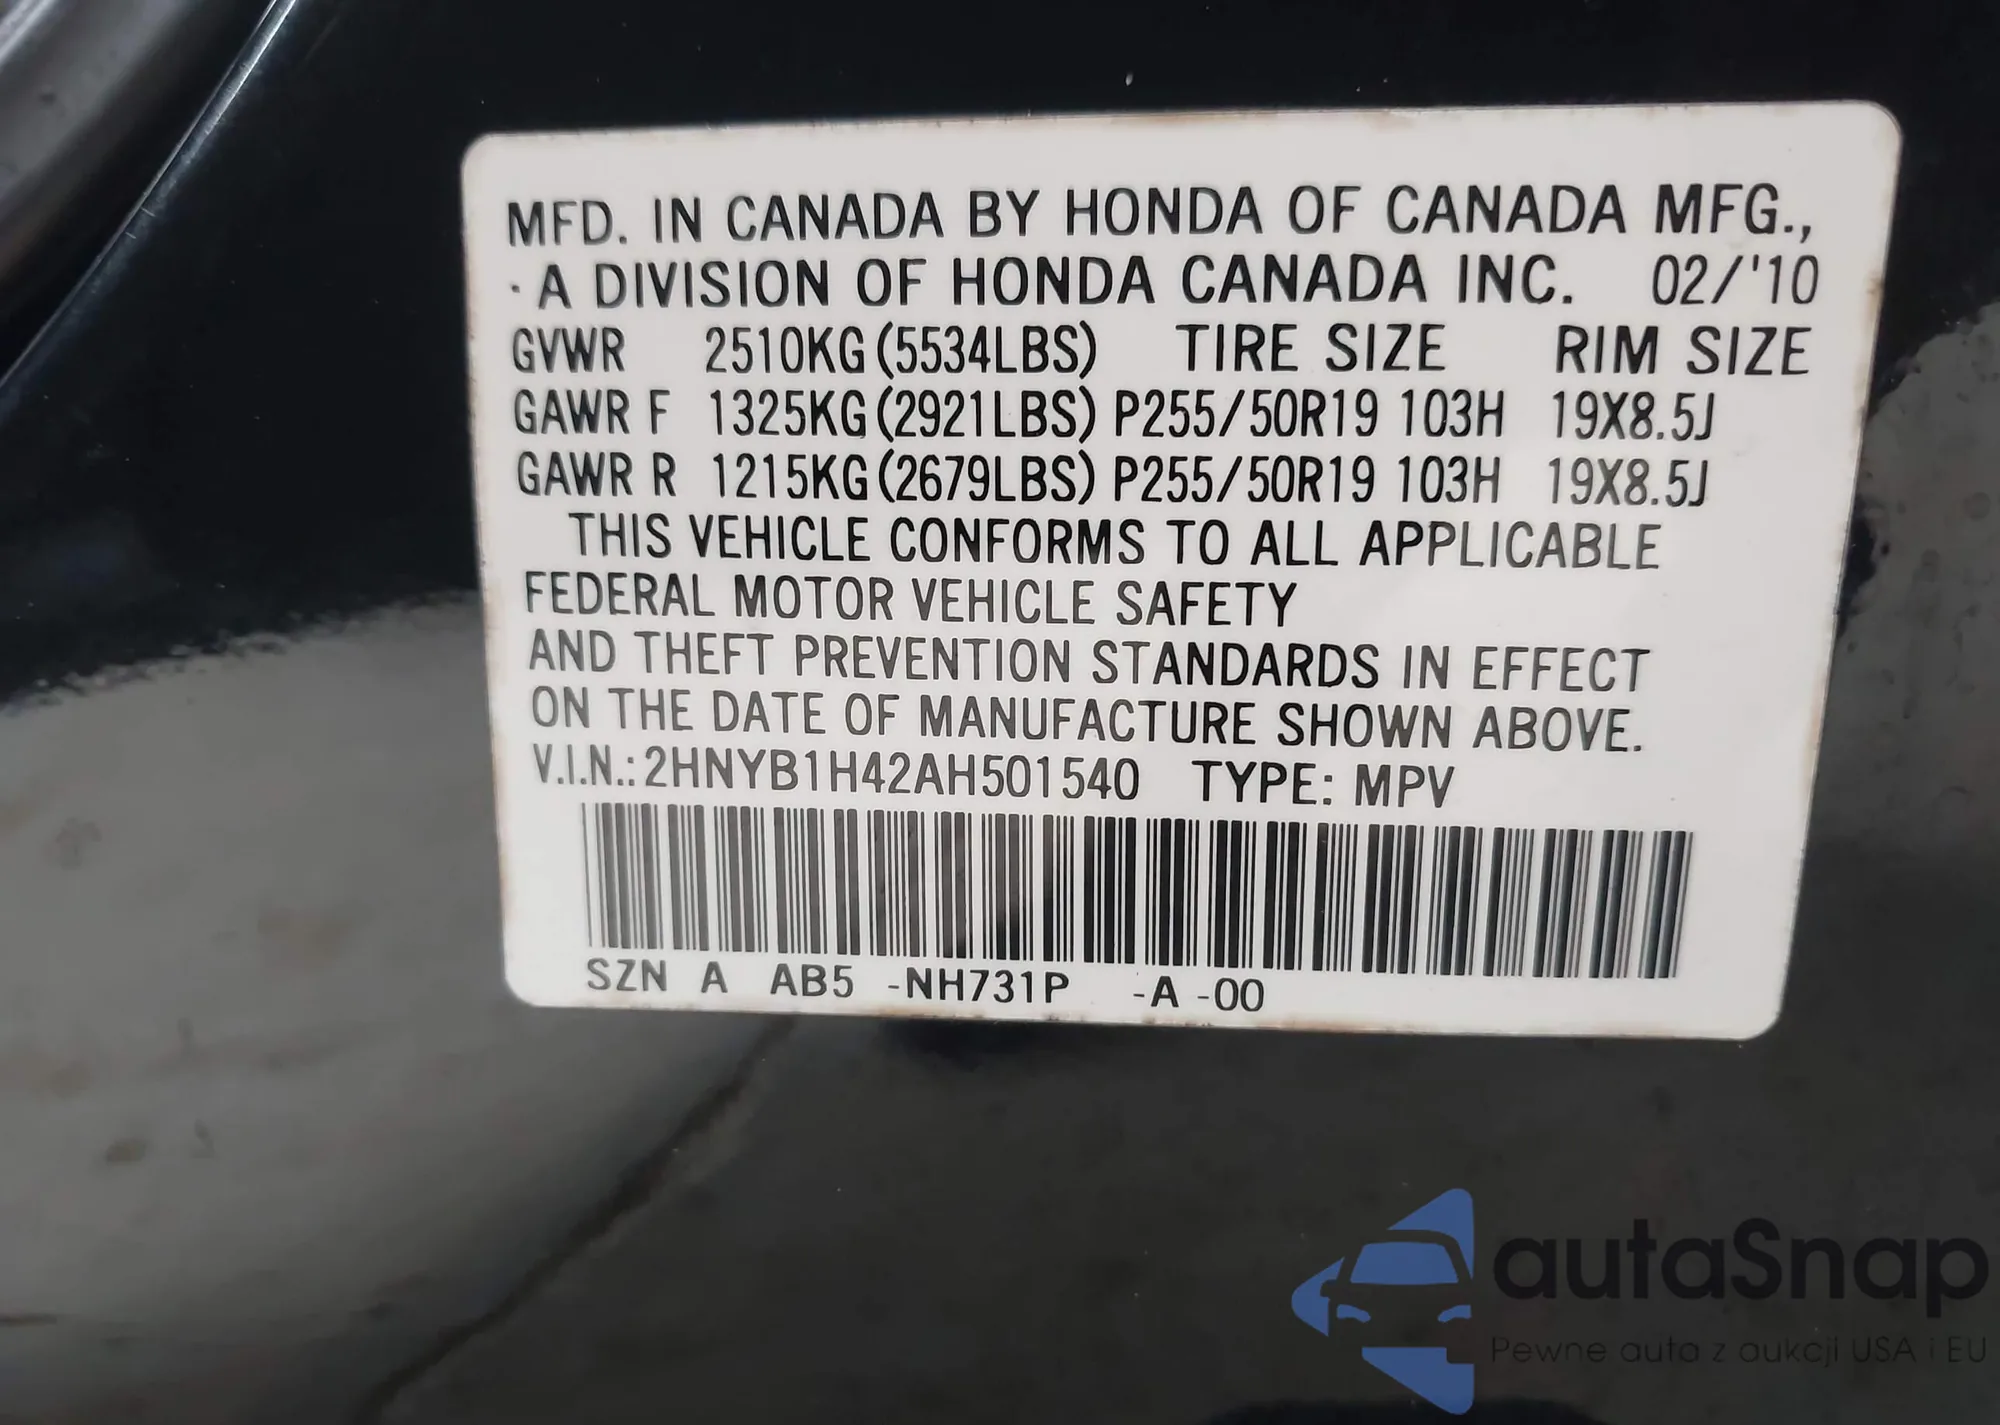 MFD. IN CANADA BY HONDA OF CANADA MFG.,
· A DIVISION OF HONDA CANADA INC. 02/'10
GVWR 2510KG (5534LBS) TIRE SIZE RIM SIZE
GAWR F 1325KG (2921LBS) P255/50R19 103H 19X8.5J
GAWR R 1215KG (2679LBS) P255/50R19 103H 19X8.5J
THIS VEHICLE CONFORMS TO ALL APPLICABLE
FEDERAL MOTOR VEHICLE SAFETY
AND THEFT PREVENTION STANDARDS IN EFFECT
ON THE DATE OF MANUFACTURE SHOWN ABOVE.
V.I.N.: 2HNYB1H42AH501540 TYPE: MPV
SZN A AB5 -NH731P -A -00
autaSnap
Pewne auta z aukcji USA i EU